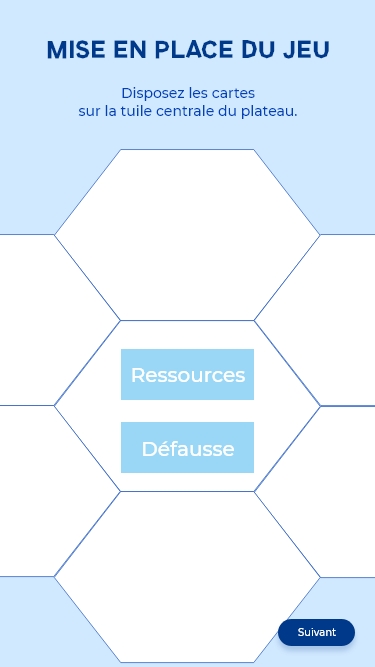 MISE EN PLACE DU JEU
Disposez les cartes
sur la tuile centrale du plateau.
Ressources
Défausse
Suivant